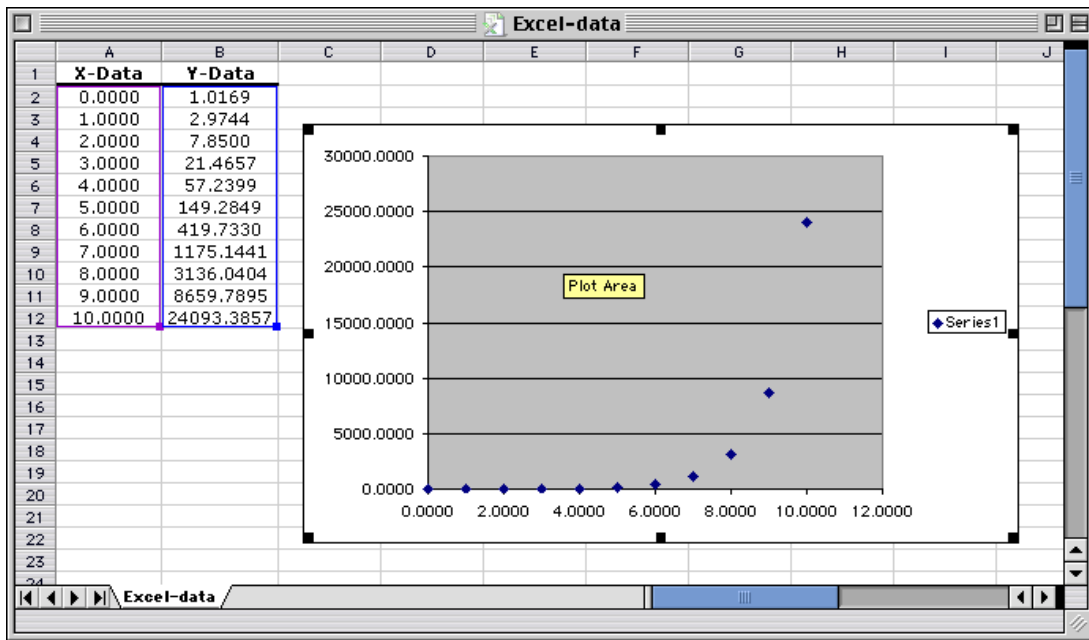 Excel-data
A B C D E F G H I J
1 X-Data Y-Data
2 0.0000 1.0169
3 1.0000 2.9744
4 2.0000 7.8500
5 3.0000 21.4657
6 4.0000 57.2399
7 5.0000 149.2849
8 6.0000 419.7330
9 7.0000 1175.1441
10 8.0000 3136.0404
11 9.0000 8659.7895
12 10.0000 24093.3857
13
14
15
16
17
18
19
20
21
22
23
24
30000.0000
25000.0000
20000.0000
15000.0000
10000.0000
5000.0000
0.0000
Plot Area
Series1
0.0000 2.0000 4.0000 6.0000 8.0000 10.0000 12.0000
Excel-data